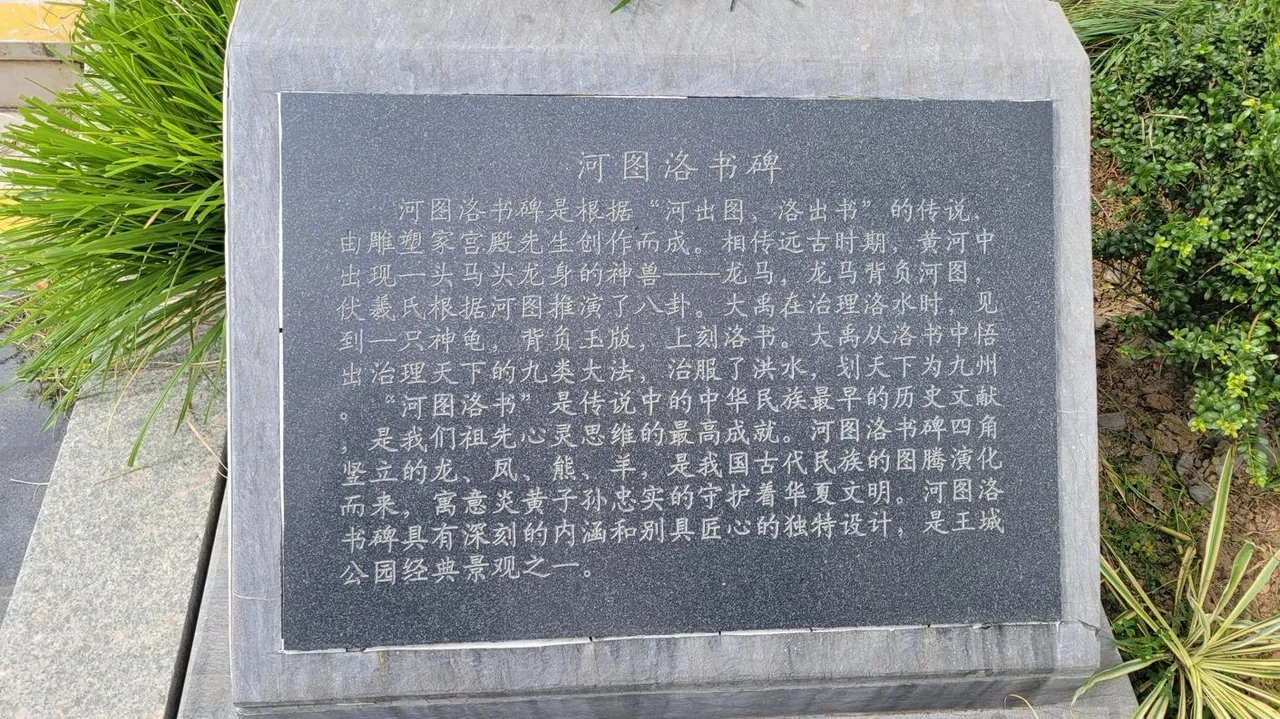 河图洛书碑
河图洛书碑是根据“河出图，洛出书”的传说，
由雕塑家宫殿先生创作而成。相传远古时期，黄河中
出现一头马头龙身的神兽——龙马，龙马背负河图，
伏羲氏根据河图推演了八卦。大禹在治理洛水时，见
到一只神龟，背负玉版，上刻洛书。大禹从洛书中悟
出治理天下的九类大法，治服了洪水，划天下为九州
。“河图洛书”是传说中的中华民族最早的历史文献
，是我们祖先心灵思维的最高成就。河图洛书碑四角
竖立的龙、凤、熊、羊，是我国古代民族的图腾演化
而来，寓意炎黄子孙忠实的守护着华夏文明。河图洛
书碑具有深刻的内涵和别具匠心的独特设计，是王城
公园经典景观之一。